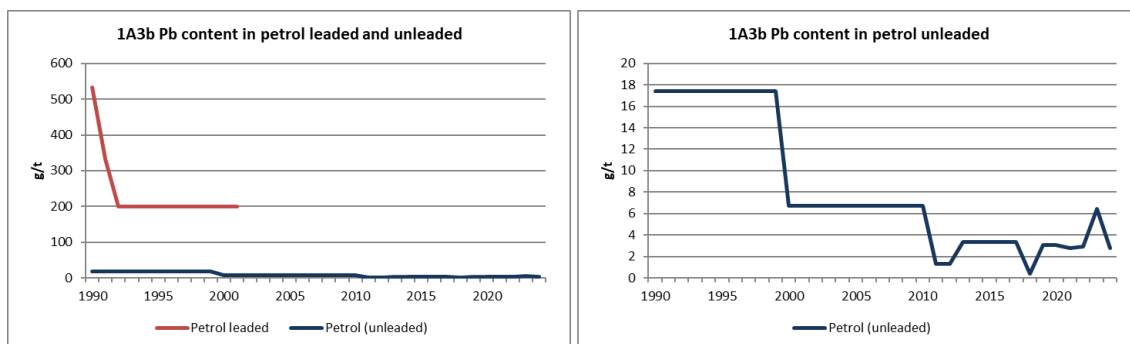 1A3b Pb content in petrol leaded and unleaded
600
500
400
300
200
100
0
g/t
1990 1995 2000 2005 2010 2015 2020
Petrol leaded Petrol (unleaded)
1A3b Pb content in petrol unleaded
20
18
16
14
12
10
8
6
4
2
0
g/t
1990 1995 2000 2005 2010 2015 2020
Petrol (unleaded)